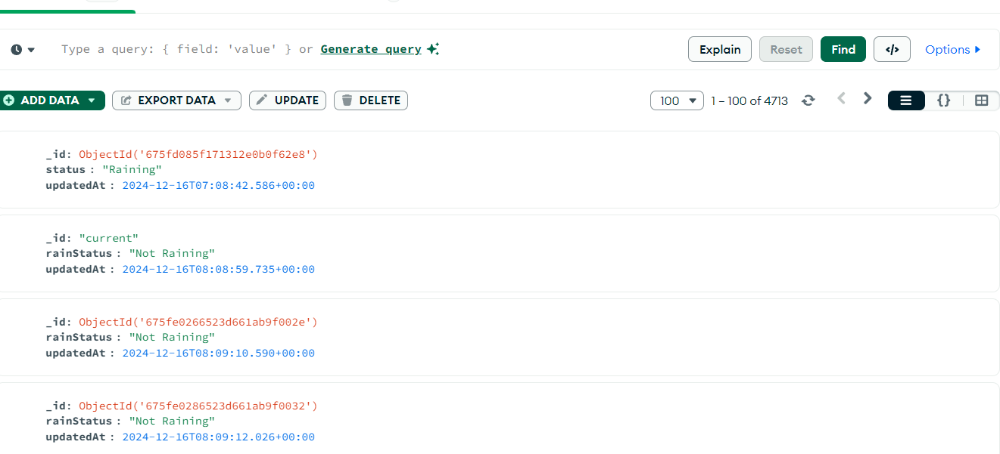 Type a query: { field: 'value' } or Generate query
Explain
Reset
Find
</>
Options
ADD DATA
EXPORT DATA
UPDATE
DELETE
100
1 – 100 of 4713
{}
_id: ObjectId('675fd085f171312e0b0f62e8')
status : "Raining"
updatedAt : 2024-12-16T07:08:42.586+00:00
_id: "current"
rainStatus : "Not Raining"
updatedAt : 2024-12-16T08:08:59.735+00:00
_id: ObjectId('675fe0266523d661ab9f002e')
rainStatus : "Not Raining"
updatedAt : 2024-12-16T08:09:10.590+00:00
_id: ObjectId('675fe0286523d661ab9f0032')
rainStatus : "Not Raining"
updatedAt : 2024-12-16T08:09:12.026+00:00